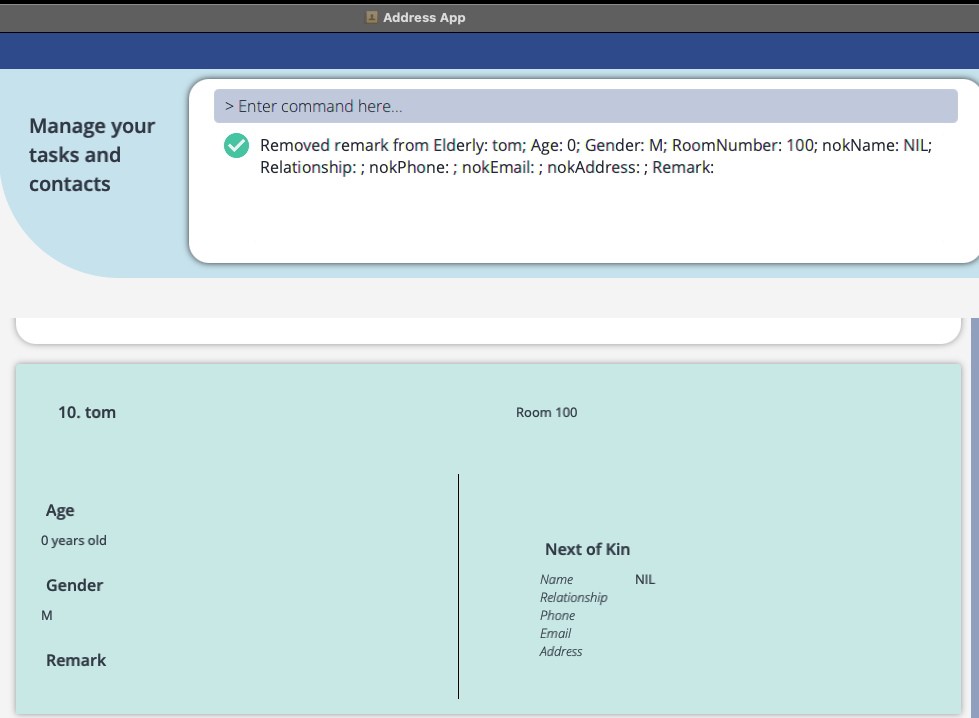 Address App
Manage your
tasks and
contacts
> Enter command here...
Removed remark from Elderly: tom; Age: 0; Gender: M; RoomNumber: 100; nokName: NIL;
Relationship: ; nokPhone: ; nokEmail: ; nokAddress: ; Remark:
10. tom
Room 100
Age
0 years old
Gender
M
Remark
Next of Kin
Name NIL
Relationship
Phone
Email
Address